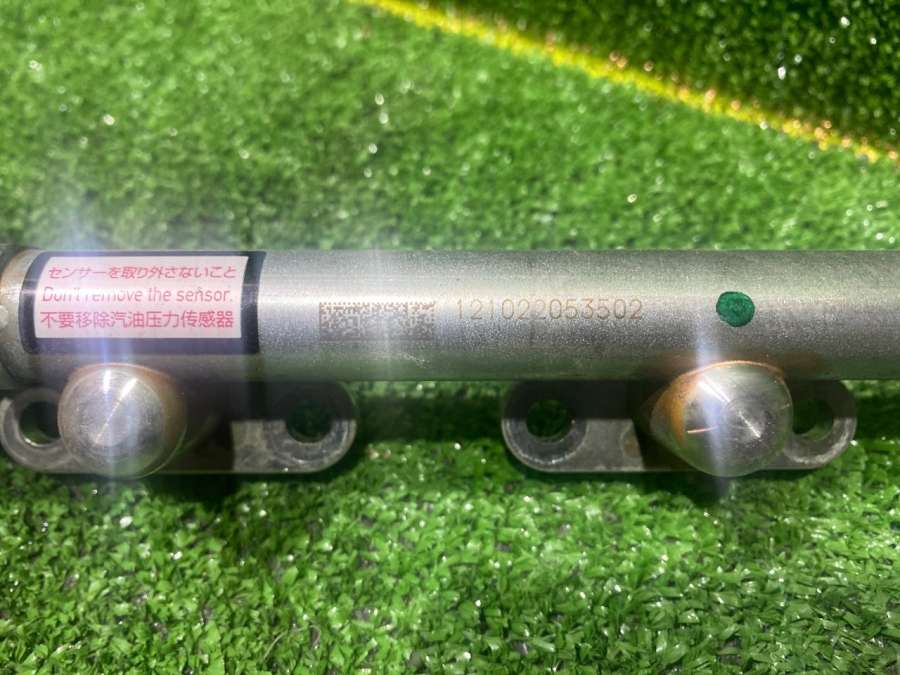 センサーを取り外さないこと
Don't remove the sensor.
不要移除汽油压力传感器
121022053502